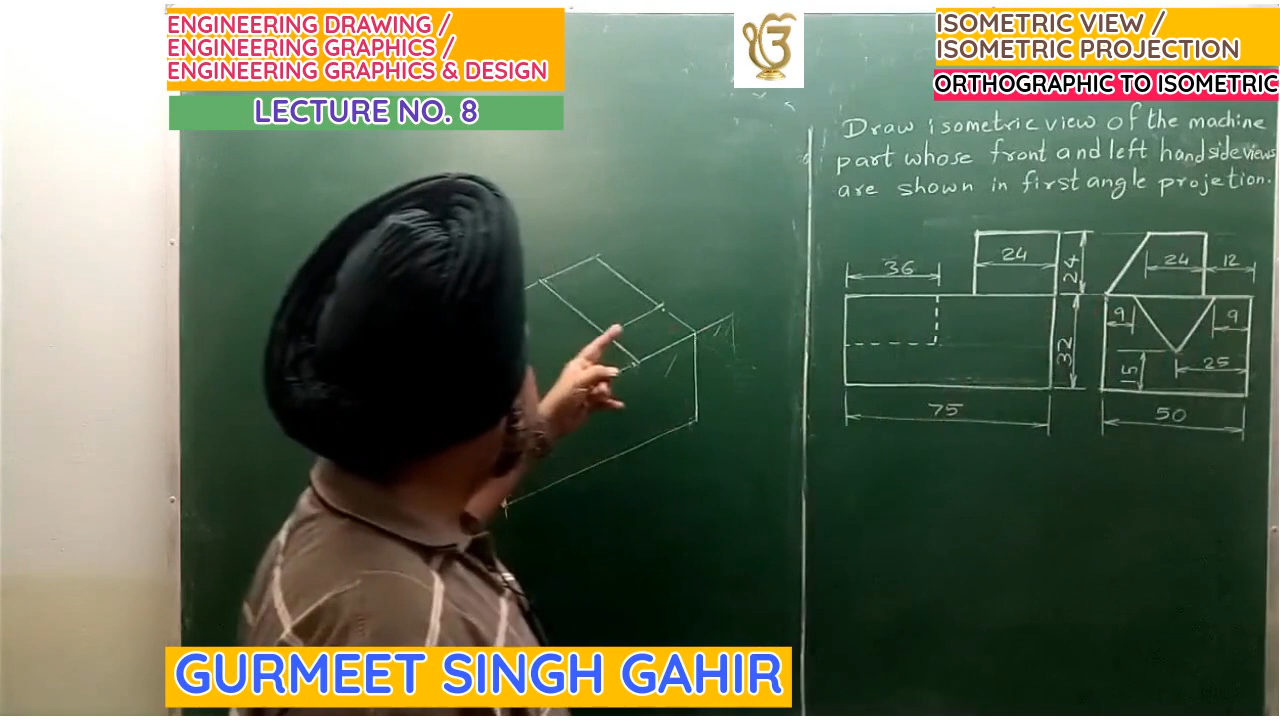 ENGINEERING DRAWING /
ENGINEERING GRAPHICS /
ENGINEERING GRAPHICS & DESIGN
LECTURE NO. 8
ੴ
ISOMETRIC VIEW /
ISOMETRIC PROJECTION
ORTHOGRAPHIC TO ISOMETRIC
Draw isometric view of the machine
part whose front and left hand side views
are shown in first angle projetion.
36
24
24
24
12
9
9
32
15
25
75
50
GURMEET SINGH GAHIR